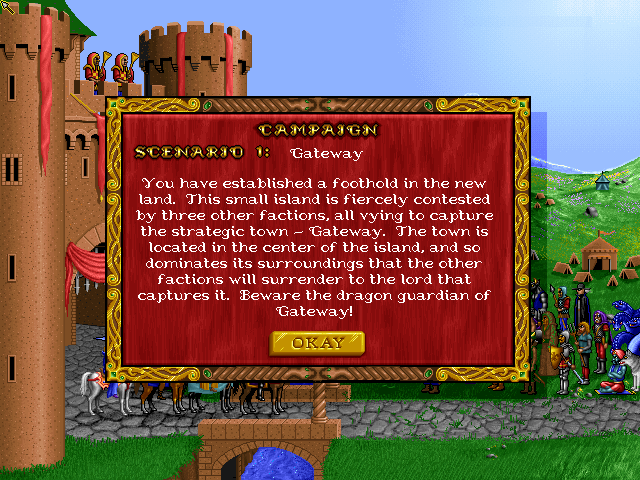 CAMPAIGN
SCENARIO 1: Gateway
You have established a foothold in the new
land. This small island is fiercely contested
by three other factions, all vying to capture
the strategic town - Gateway. The town is
located in the center of the island, and so
dominates its surroundings that the other
factions will surrender to the lord that
captures it. Beware the dragon guardian of
Gateway!
OKAY